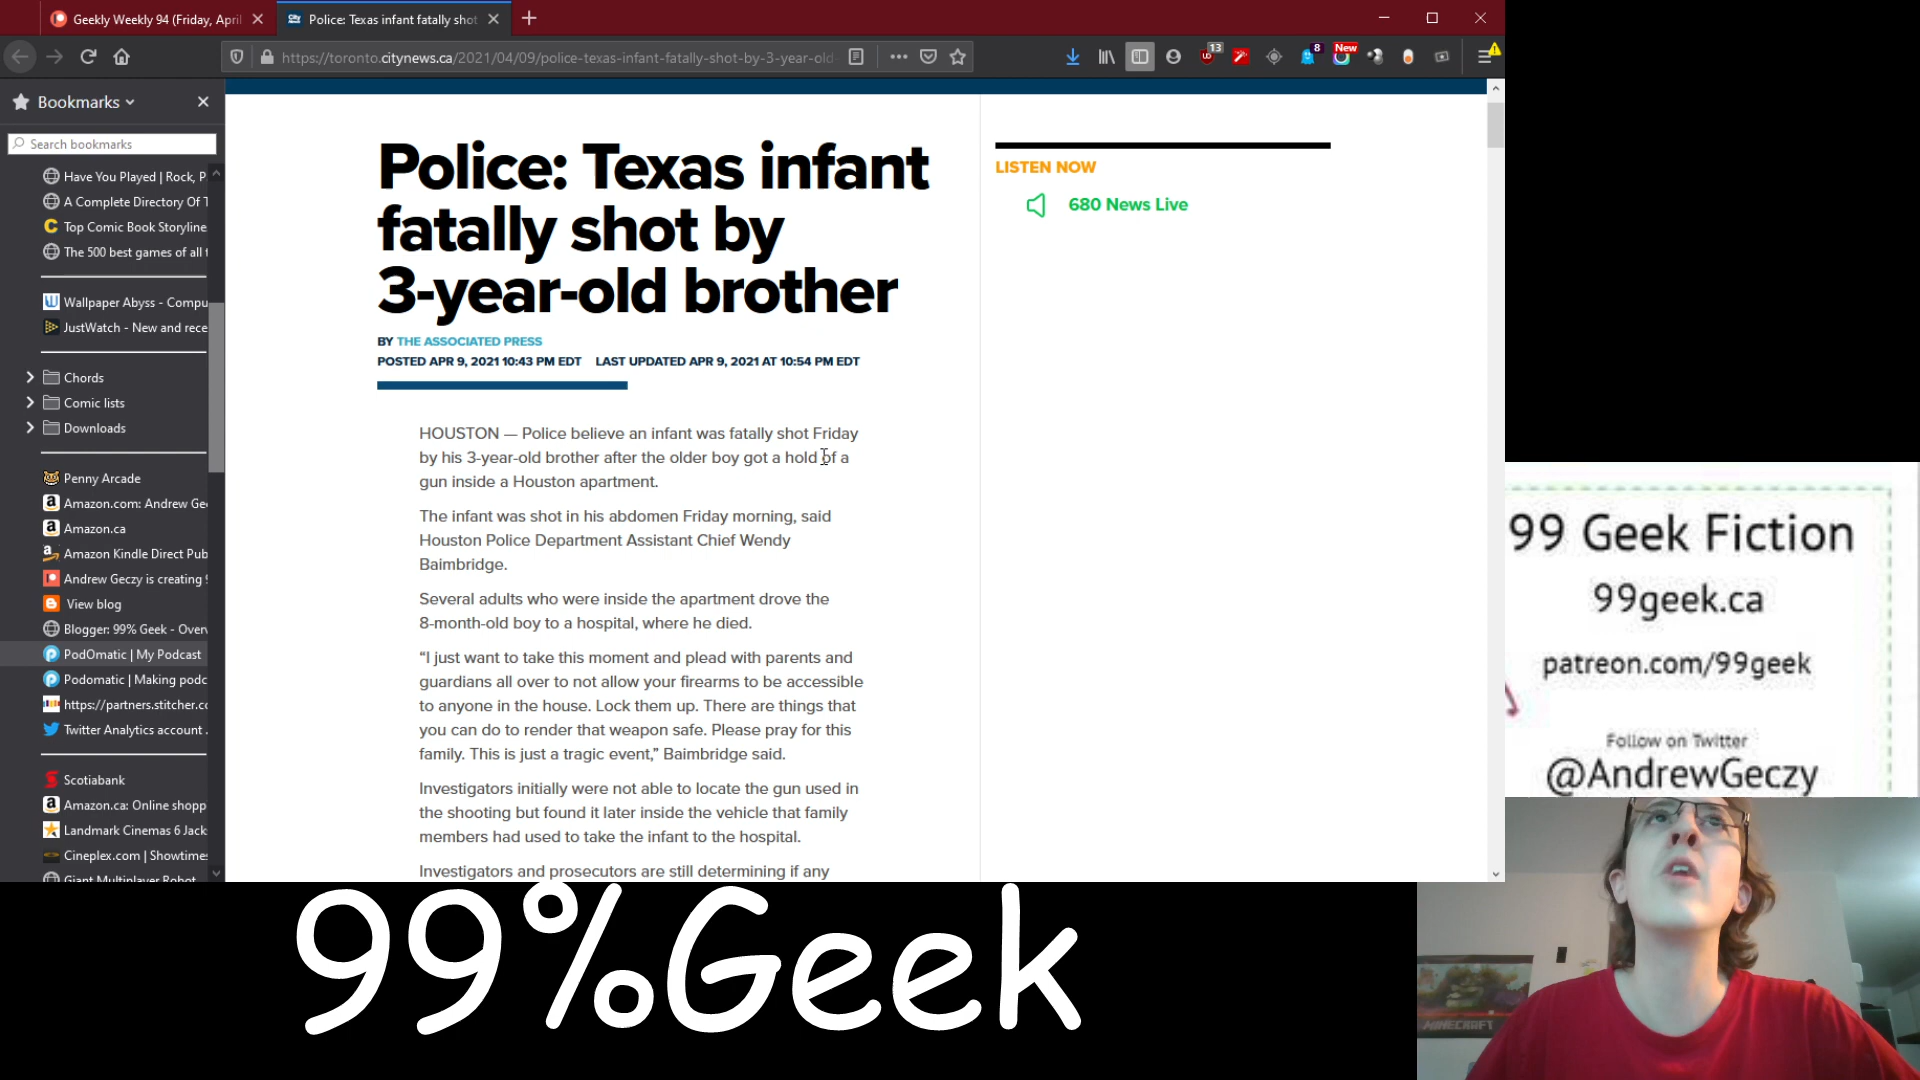 Geekly Weekly 94 (Friday, April
Police: Texas infant fatally shot
https://toronto.citynews.ca/2021/04/09/police-texas-infant-fatally-shot-by-3-year-old-
13
8
New
Bookmarks
Search bookmarks
Have You Played | Rock, P
A Complete Directory Of T
Top Comic Book Storyline
The 500 best games of all t
Wallpaper Abyss - Compu
JustWatch - New and rece
Chords
Comic lists
Downloads
Penny Arcade
Amazon.com: Andrew Ge
Amazon.ca
Amazon Kindle Direct Pub
Andrew Geczy is creating 9
View blog
Blogger: 99% Geek - Overv
PodOmatic | My Podcast
Podomatic | Making podc
https://partners.stitcher.co
Twitter Analytics account
Scotiabank
Amazon.ca: Online shopp
Landmark Cinemas 6 Jack
Cineplex.com | Showtimes
Giant Multiplayer Robot
Police: Texas infant
fatally shot by
3-year-old brother
BY THE ASSOCIATED PRESS
POSTED APR 9, 2021 10:43 PM EDT LAST UPDATED APR 9, 2021 AT 10:54 PM EDT
HOUSTON — Police believe an infant was fatally shot Friday
by his 3-year-old brother after the older boy got a hold of a
gun inside a Houston apartment.
The infant was shot in his abdomen Friday morning, said
Houston Police Department Assistant Chief Wendy
Baimbridge.
Several adults who were inside the apartment drove the
8-month-old boy to a hospital, where he died.
“I just want to take this moment and plead with parents and
guardians all over to not allow your firearms to be accessible
to anyone in the house. Lock them up. There are things that
you can do to render that weapon safe. Please pray for this
family. This is just a tragic event,” Baimbridge said.
Investigators initially were not able to locate the gun used in
the shooting but found it later inside the vehicle that family
members had used to take the infant to the hospital.
Investigators and prosecutors are still determining if any
LISTEN NOW
680 News Live
99 Geek Fiction
99geek.ca
patreon.com/99geek
Follow on Twitter
@AndrewGeczy
MINECRAFT
99%Geek